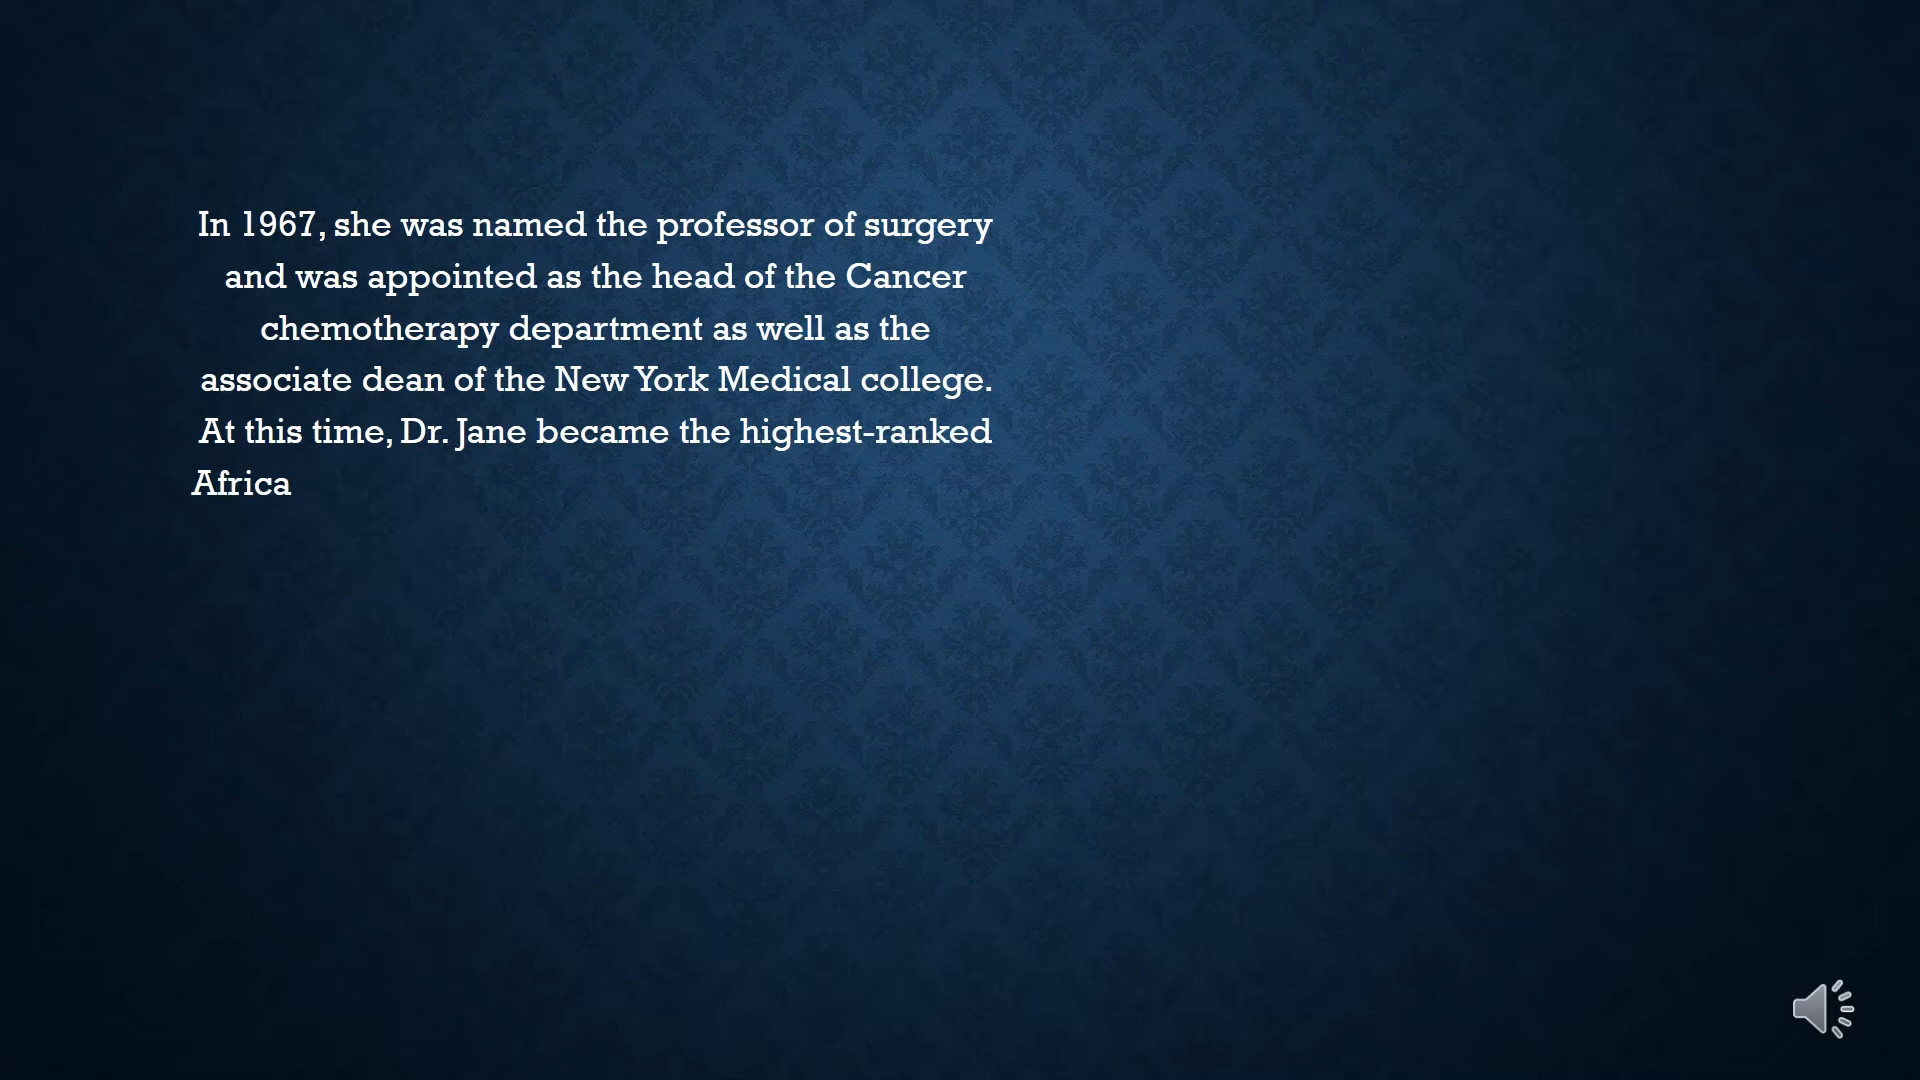 In 1967, she was named the professor of surgery
and was appointed as the head of the Cancer
chemotherapy department as well as the
associate dean of the New York Medical college.
At this time, Dr. Jane became the highest-ranked
Africa